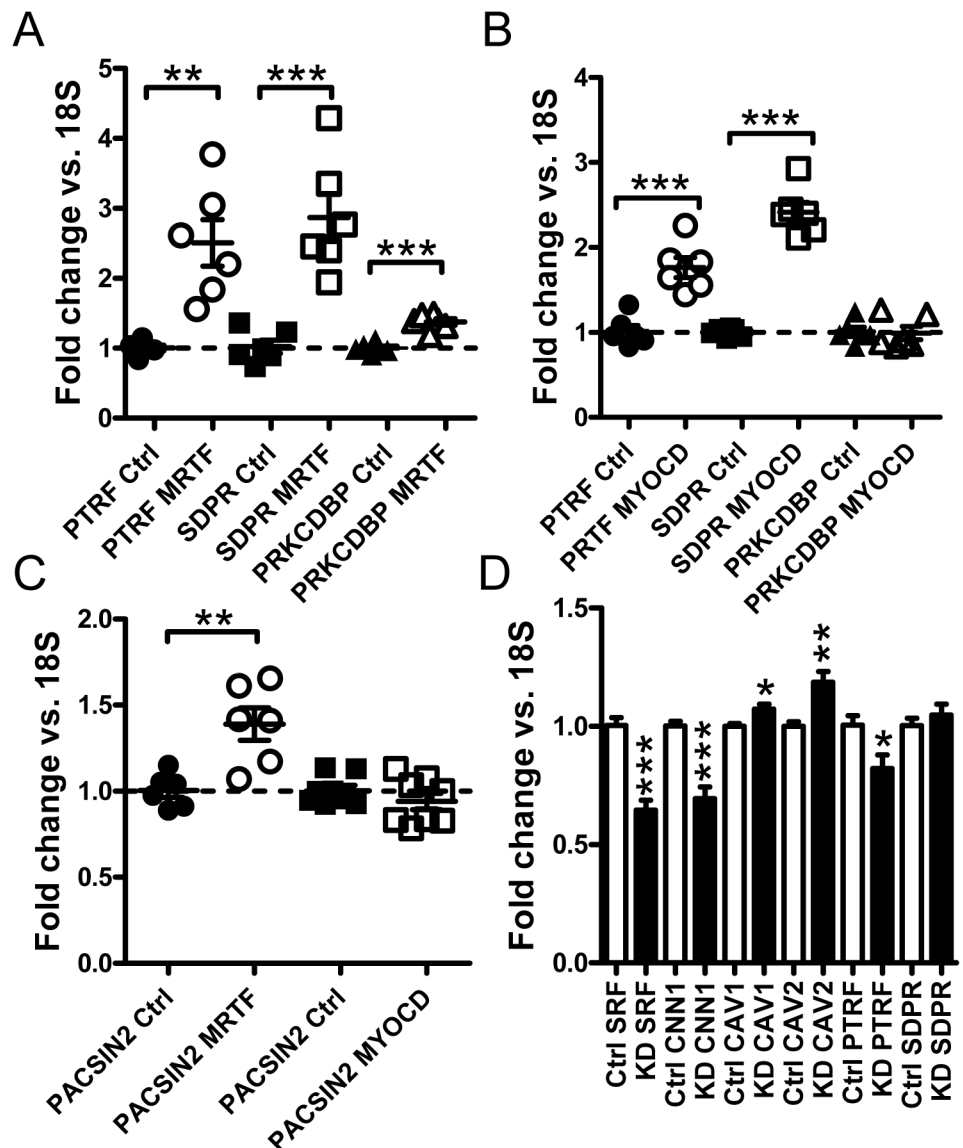 A
Fold change vs. 18S
5
4
3
2
1
0
** *** ***
PTRF Ctrl
PTRF MRTF
SDPR Ctrl
SDPR MRTF
PRKCDBP Ctrl
PRKCDBP MRTF
B
Fold change vs. 18S
4
3
2
1
0
*** ***
PTRF Ctrl
PRTF MYOCD
SDPR Ctrl
SDPR MYOCD
PRKCDBP Ctrl
PRKCDBP MYOCD
C
Fold change vs. 18S
2.0
1.5
1.0
0.5
0.0
**
PACSIN2 Ctrl
PACSIN2 MRTF
PACSIN2 Ctrl
PACSIN2 MYOCD
D
Fold change vs. 18S
1.5
1.0
0.5
0.0
*** *** * ** *
Ctrl SRF
KD SRF
Ctrl CNN1
KD CNN1
Ctrl CAV1
KD CAV1
Ctrl CAV2
KD CAV2
Ctrl PTRF
KD PTRF
Ctrl SDPR
KD SDPR